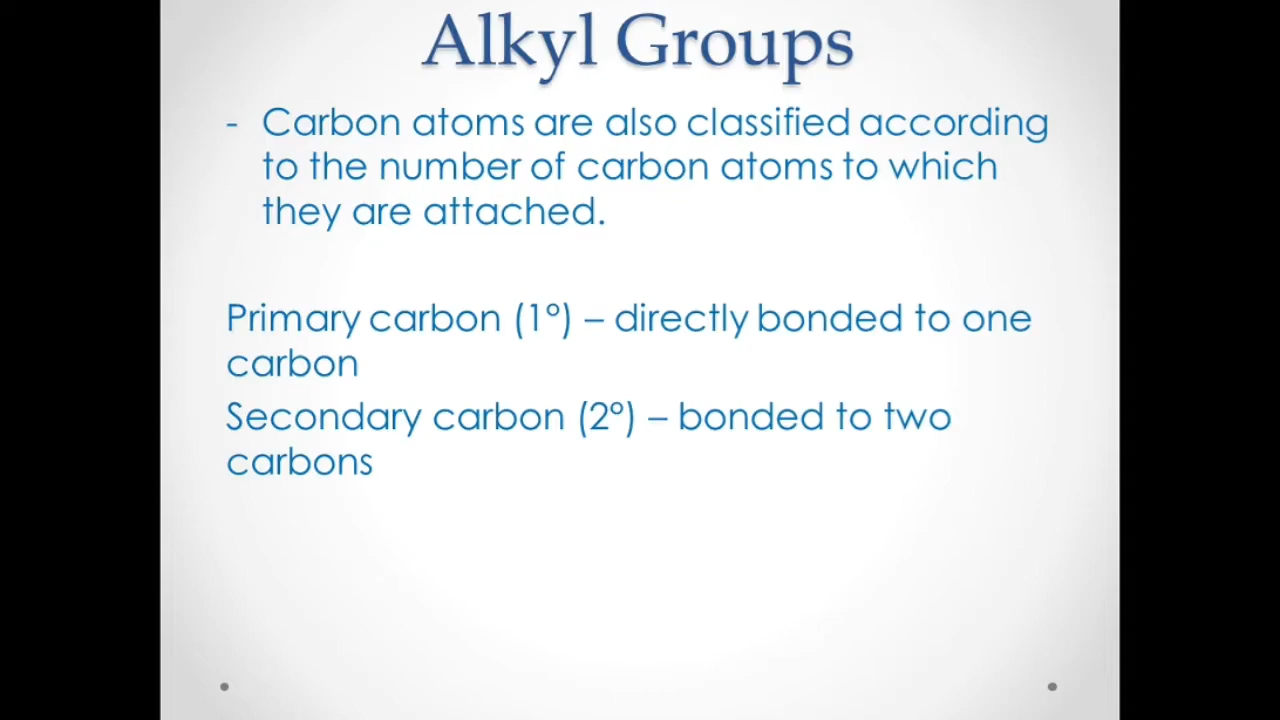 Alkyl Groups
- Carbon atoms are also classified according
to the number of carbon atoms to which
they are attached.
Primary carbon (1°) – directly bonded to one
carbon
Secondary carbon (2°) – bonded to two
carbons